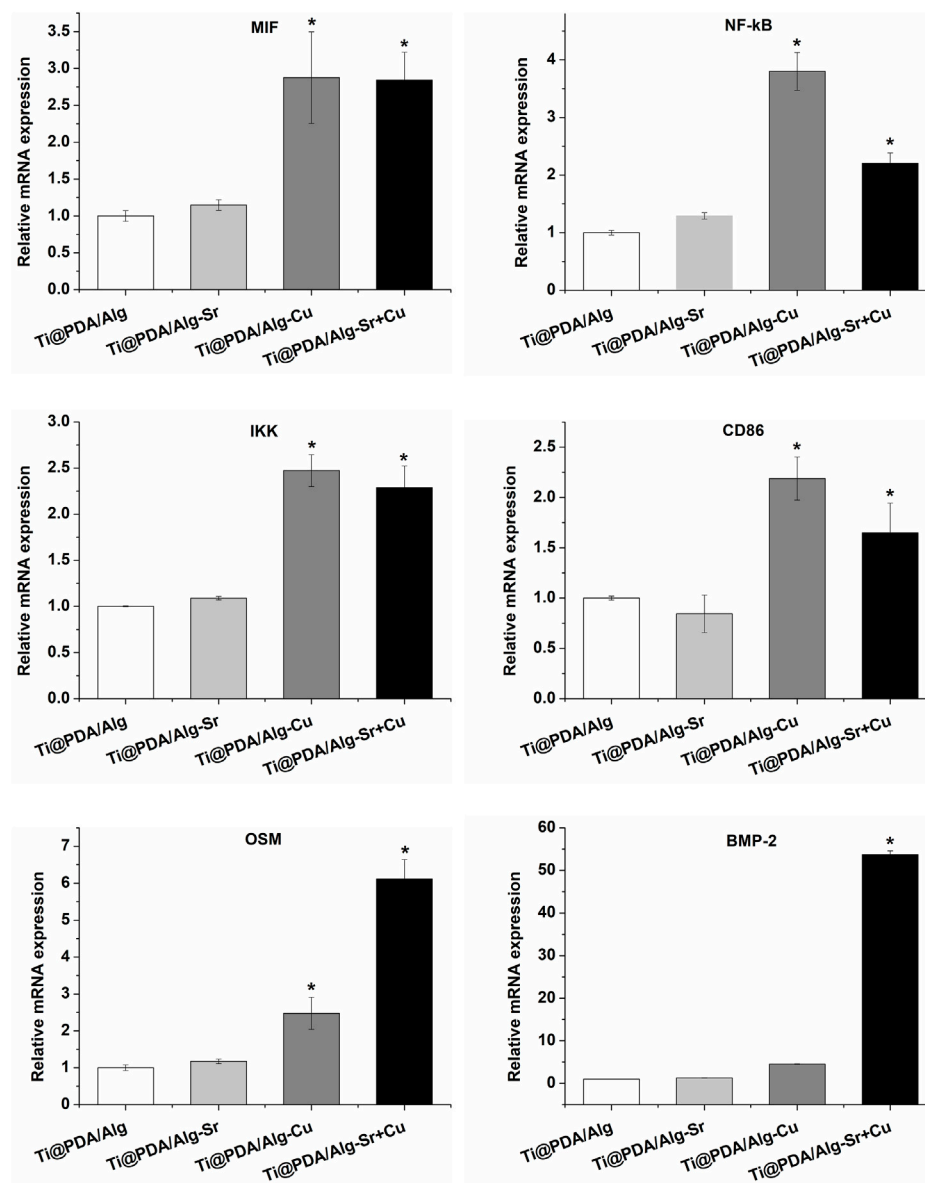 MIF
*
*
Relative mRNA expression
3.5
3.0
2.5
2.0
1.5
1.0
0.5
0.0
Ti@PDA/Alg
Ti@PDA/Alg-Sr
Ti@PDA/Alg-Cu
Ti@PDA/Alg-Sr+Cu
NF-kB
*
*
Relative mRNA expression
4
2
0
Ti@PDA/Alg
Ti@PDA/Alg-Sr
Ti@PDA/Alg-Cu
Ti@PDA/Alg-Sr+Cu
IKK
*
*
Relative mRNA expression
3.0
2.5
2.0
1.5
1.0
0.5
0.0
Ti@PDA/Alg
Ti@PDA/Alg-Sr
Ti@PDA/Alg-Cu
Ti@PDA/Alg-Sr+Cu
CD86
*
*
Relative mRNA expression
2.5
2.0
1.5
1.0
0.5
0.0
Ti@PDA/Alg
Ti@PDA/Alg-Sr
Ti@PDA/Alg-Cu
Ti@PDA/Alg-Sr+Cu
OSM
*
*
Relative mRNA expression
7
6
5
4
3
2
1
0
Ti@PDA/Alg
Ti@PDA/Alg-Sr
Ti@PDA/Alg-Cu
Ti@PDA/Alg-Sr+Cu
BMP-2
*
Relative mRNA expression
60
50
40
30
20
10
0
Ti@PDA/Alg
Ti@PDA/Alg-Sr
Ti@PDA/Alg-Cu
Ti@PDA/Alg-Sr+Cu